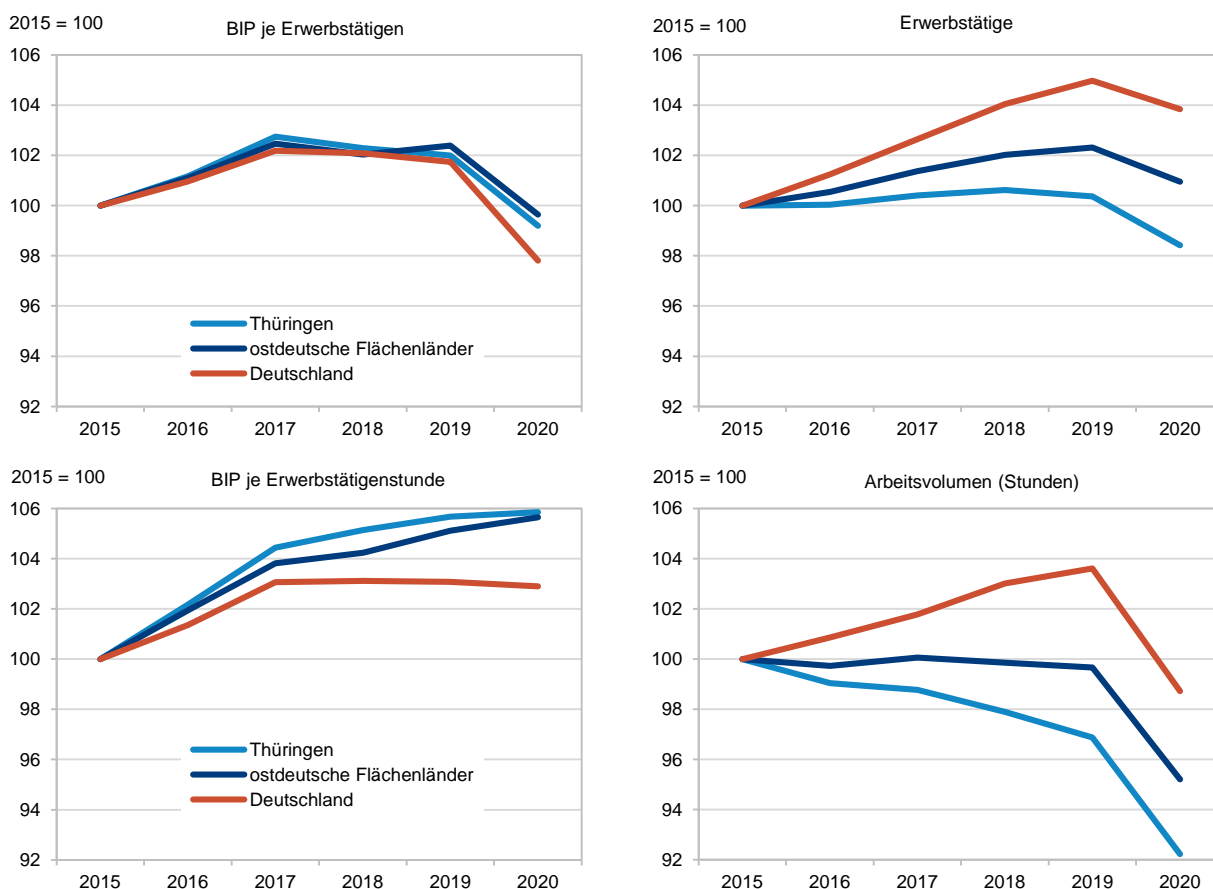 2015 = 100
BIP je Erwerbstätigen
106
104
102
100
98
96
94
92
Thüringen
ostdeutsche Flächenländer
Deutschland
2015 2016 2017 2018 2019 2020
2015 = 100
Erwerbstätige
106
104
102
100
98
96
94
92
2015 2016 2017 2018 2019 2020
2015 = 100
BIP je Erwerbstätigenstunde
106
104
102
100
98
96
94
92
Thüringen
ostdeutsche Flächenländer
Deutschland
2015 2016 2017 2018 2019 2020
2015 = 100
Arbeitsvolumen (Stunden)
106
104
102
100
98
96
94
92
2015 2016 2017 2018 2019 2020